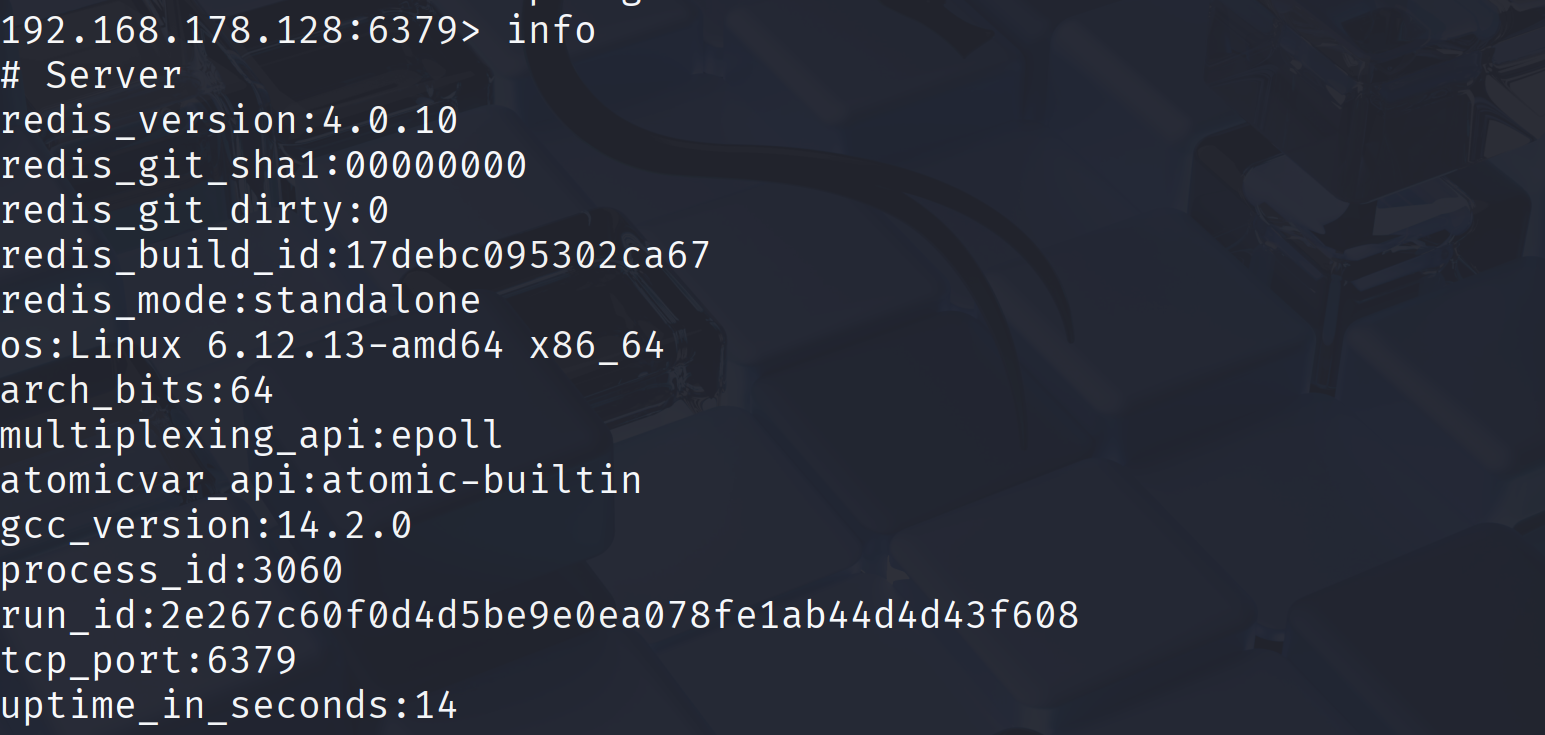 192.168.178.128:6379> info
# Server
redis_version:4.0.10
redis_git_sha1:00000000
redis_git_dirty:0
redis_build_id:17debc095302ca67
redis_mode:standalone
os:Linux 6.12.13-amd64 x86_64
arch_bits:64
multiplexing_api:epoll
atomicvar_api:atomic-builtin
gcc_version:14.2.0
process_id:3060
run_id:2e267c60f0d4d5be9e0ea078fe1ab44d4d43f608
tcp_port:6379
uptime_in_seconds:14